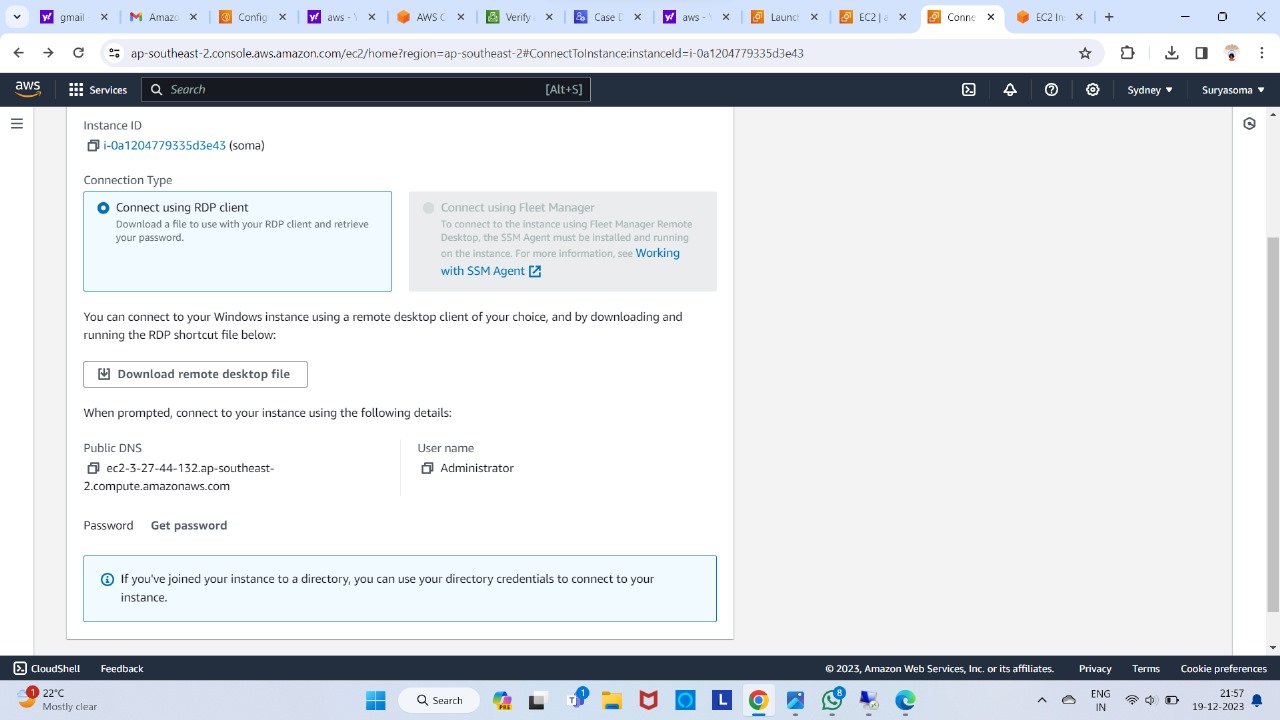 gmail -
Amazo
Config
aws - Y
AWS C
Verify
Case D
aws - Y
Launch
EC2 | a
Conne
EC2 In
ap-southeast-2.console.aws.amazon.com/ec2/home?region=ap-southeast-2#ConnectToInstance:instanceId=i-0a1204779335d3e43
aws Services Search [Alt+S] Sydney Suryasoma
Instance ID
i-0a1204779335d3e43 (soma)
Connection Type
Connect using RDP client
Download a file to use with your RDP client and retrieve
your password.
Connect using Fleet Manager
To connect to the instance using Fleet Manager Remote
Desktop, the SSM Agent must be installed and running
on the instance. For more information, see Working
with SSM Agent
You can connect to your Windows instance using a remote desktop client of your choice, and by downloading and
running the RDP shortcut file below:
Download remote desktop file
When prompted, connect to your instance using the following details:
Public DNS
ec2-3-27-44-132.ap-southeast-
2.compute.amazonaws.com
User name
Administrator
Password Get password
If you've joined your instance to a directory, you can use your directory credentials to connect to your
instance.
CloudShell Feedback © 2023, Amazon Web Services, Inc. or its affiliates. Privacy Terms Cookie preferences
1
22°C
Mostly clear
Search
1
8
ENG
IN
21:57
19-12-2023